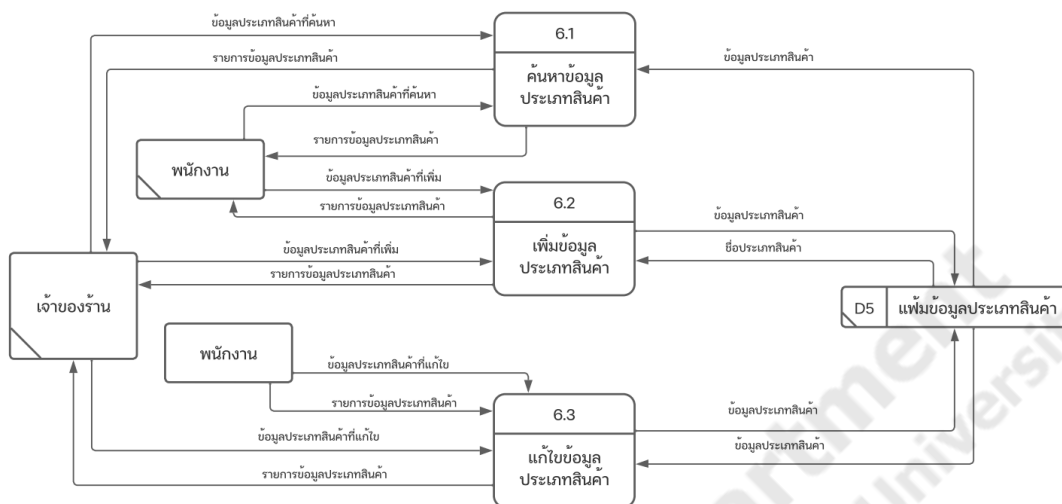 ข้อมูลประเภทสินค้าที่ค้นหา
6.1
ค้นหาข้อมูล
ประเภทสินค้า
ข้อมูลประเภทสินค้า
รายการข้อมูลประเภทสินค้า
ข้อมูลประเภทสินค้าที่ค้นหา
รายการข้อมูลประเภทสินค้า
พนักงาน
ข้อมูลประเภทสินค้าที่เพิ่ม
รายการข้อมูลประเภทสินค้า
6.2
เพิ่มข้อมูล
ประเภทสินค้า
ข้อมูลประเภทสินค้า
ชื่อประเภทสินค้า
ข้อมูลประเภทสินค้าที่เพิ่ม
รายการข้อมูลประเภทสินค้า
เจ้าของร้าน
D5
แฟ้มข้อมูลประเภทสินค้า
พนักงาน
ข้อมูลประเภทสินค้าที่แก้ไข
รายการข้อมูลประเภทสินค้า
6.3
แก้ไขข้อมูล
ประเภทสินค้า
ข้อมูลประเภทสินค้า
ข้อมูลประเภทสินค้าที่แก้ไข
ข้อมูลประเภทสินค้า
รายการข้อมูลประเภทสินค้า